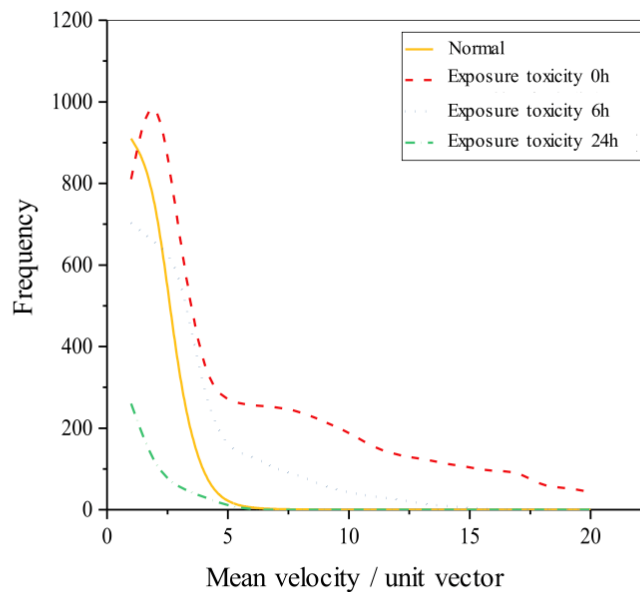 1200
1000
800
600
400
200
0
Frequency
Normal
Exposure toxicity 0h
Exposure toxicity 6h
Exposure toxicity 24h
0 5 10 15 20
Mean velocity / unit vector